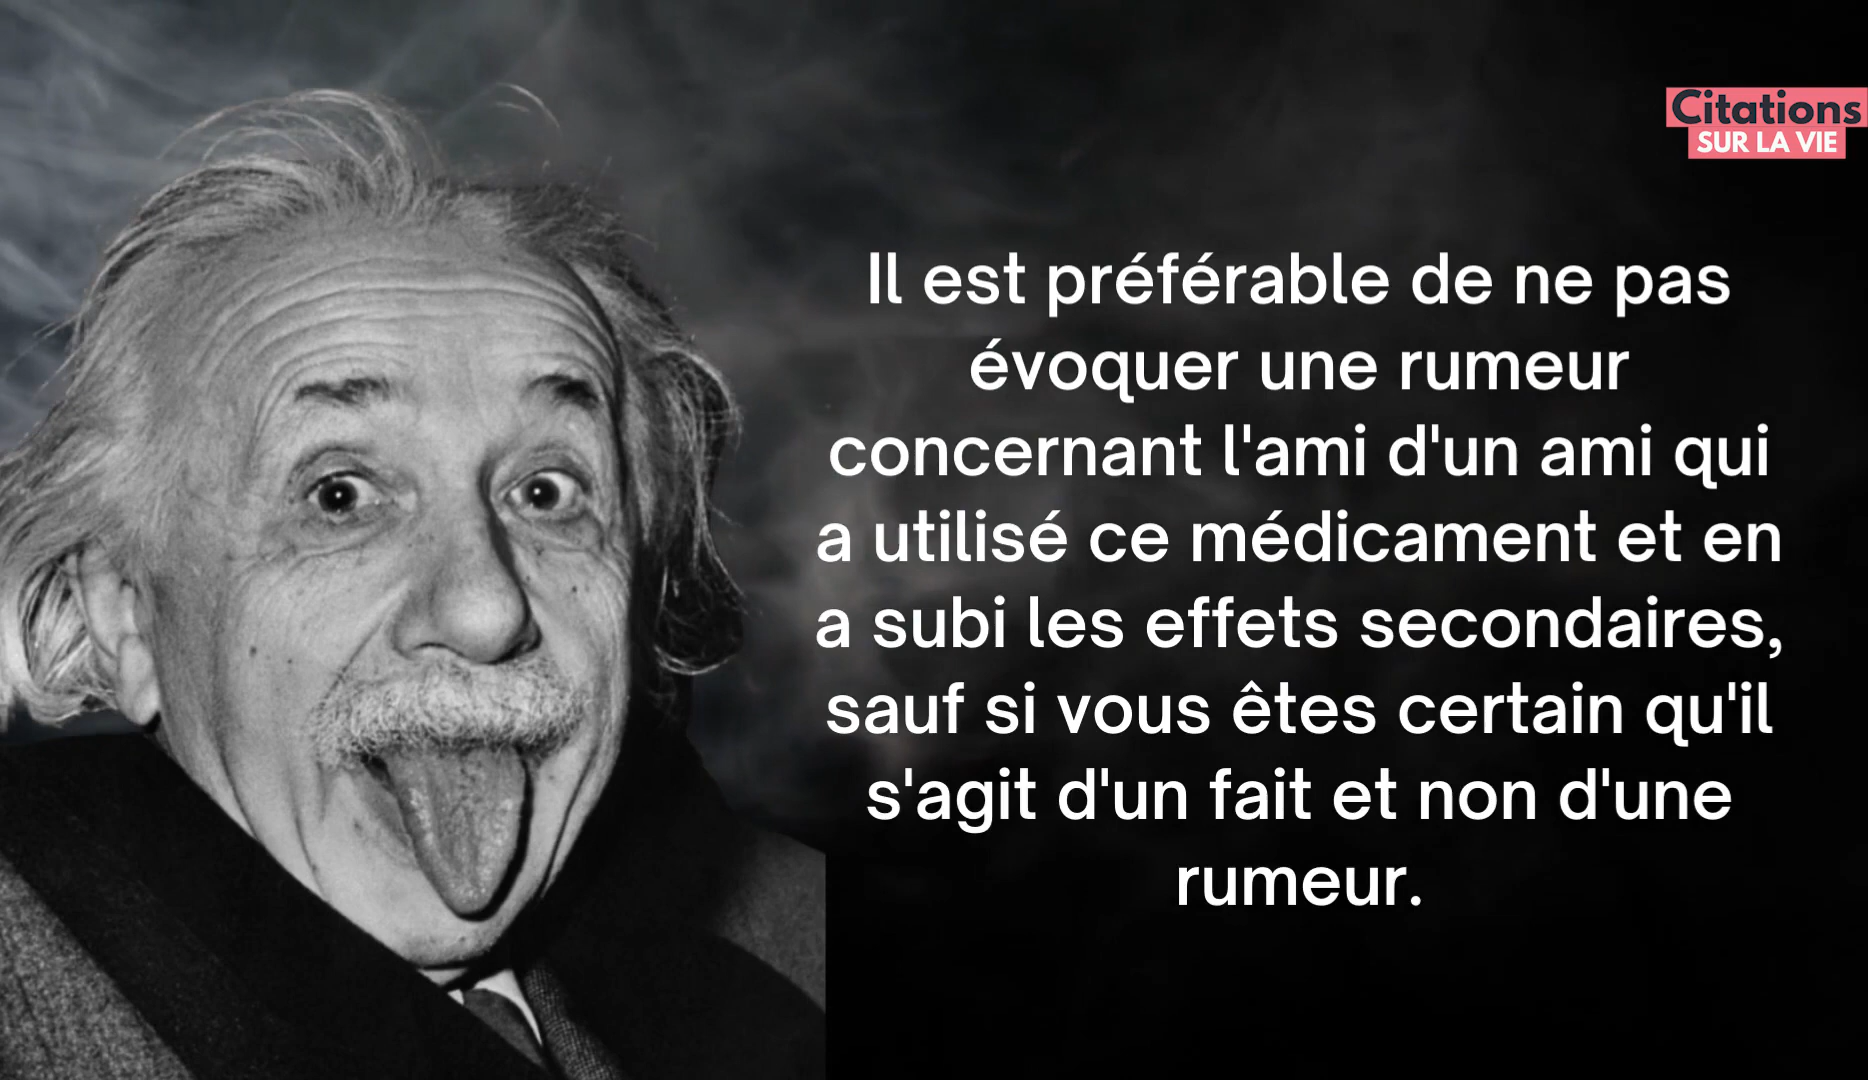 Citations
SUR LA VIE
Il est préférable de ne pas
évoquer une rumeur
concernant l'ami d'un ami qui
a utilisé ce médicament et en
a subi les effets secondaires,
sauf si vous êtes certain qu'il
s'agit d'un fait et non d'une
rumeur.